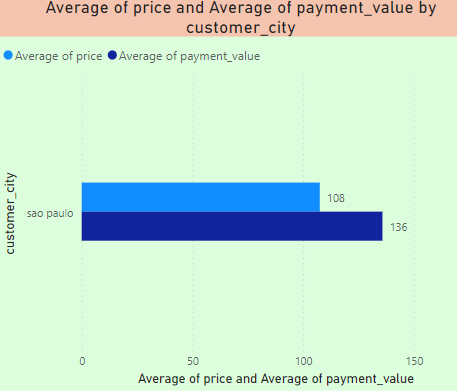 Average of price and Average of payment_value by
customer_city
Average of price Average of payment_value
customer_city
sao paulo
108
136
0 50 100 150
Average of price and Average of payment_value